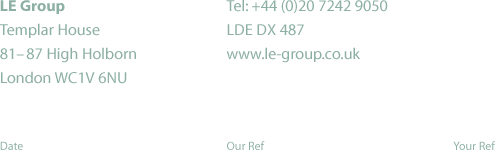 LE Group
Templar House
81–87 High Holborn
London WC1V 6NU
Tel: +44 (0)20 7242 9050
LDE DX 487
www.le-group.co.uk
Date
Our Ref
Your Ref